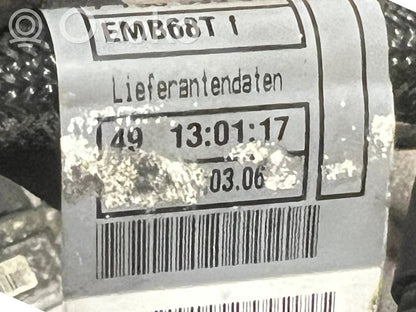 EMB68T 1
Lieferantendaten
49 13:01:17
03.06